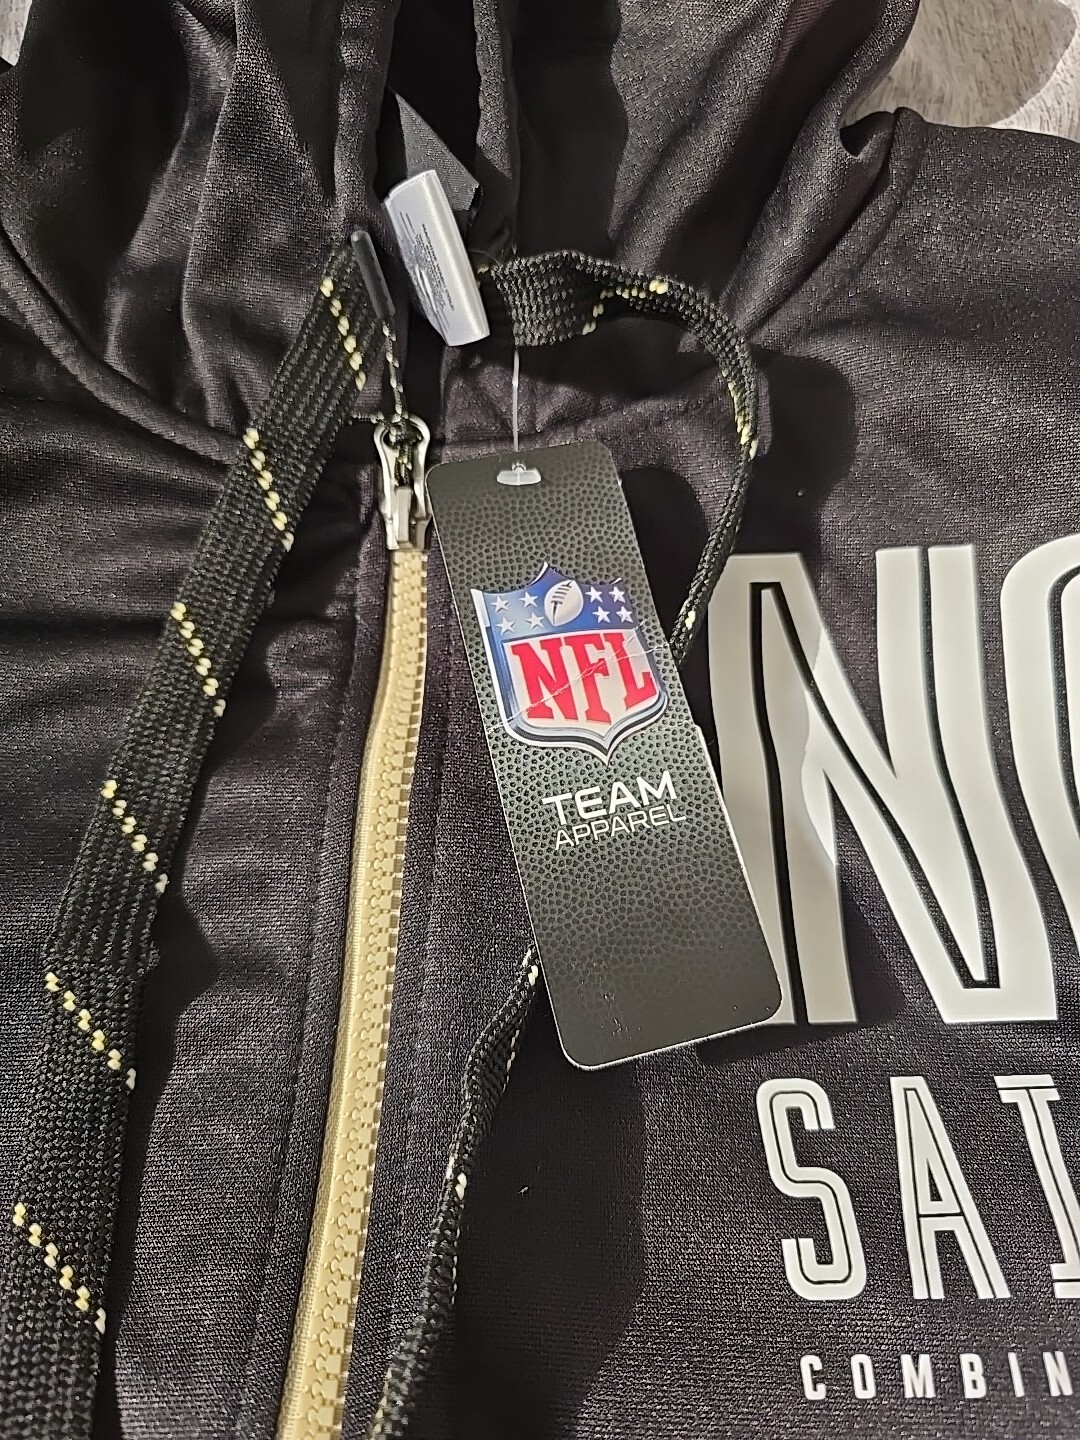 NFL
TEAM
APPAREL
NO
SAI
COMBIN